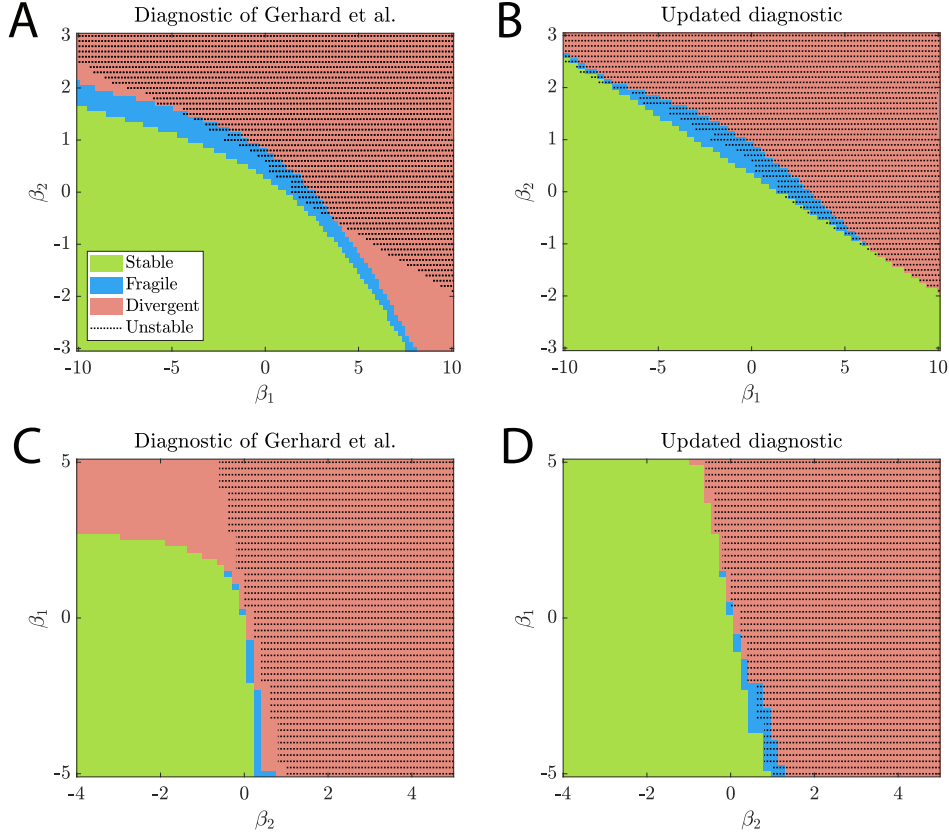 A
Diagnostic of Gerhard et al.
3
2
1
0
-1
-2
-3
β2
Stable
Fragile
Divergent
Unstable
-10
-5
0
5
10
β1
B
Updated diagnostic
3
2
1
0
-1
-2
-3
β2
-10
-5
0
5
10
β1
C
Diagnostic of Gerhard et al.
5
0
-5
β1
-4
-2
0
2
4
β2
D
Updated diagnostic
5
0
-5
β1
-4
-2
0
2
4
β2